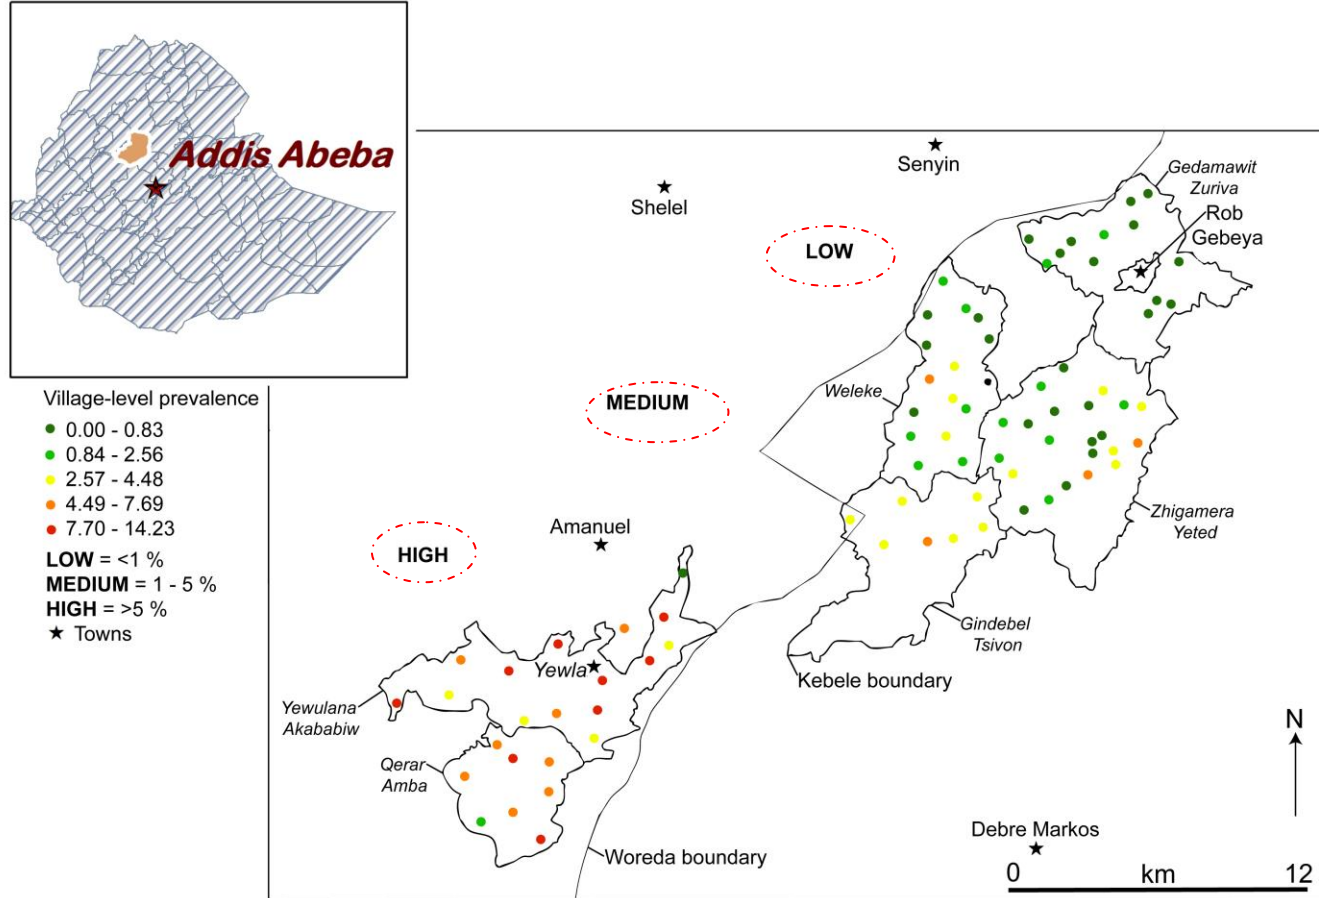 Addis Abeba
Senyin
Gedamawit
Zuriva
Shelel
Rob
Gebeya
LOW
Weleke
MEDIUM
Village-level prevalence
0.00 - 0.83
0.84 - 2.56
2.57 - 4.48
4.49 - 7.69
7.70 - 14.23
LOW = <1 %
MEDIUM = 1 - 5 %
HIGH = >5 %
Towns
Amanuel
HIGH
Zhigamera
Yeted
Gindebel
Tsivon
Yewla
Kebele boundary
Yewulana
Akababiw
Qerar
Amba
N
Debre Markos
Woreda boundary
0 km 12